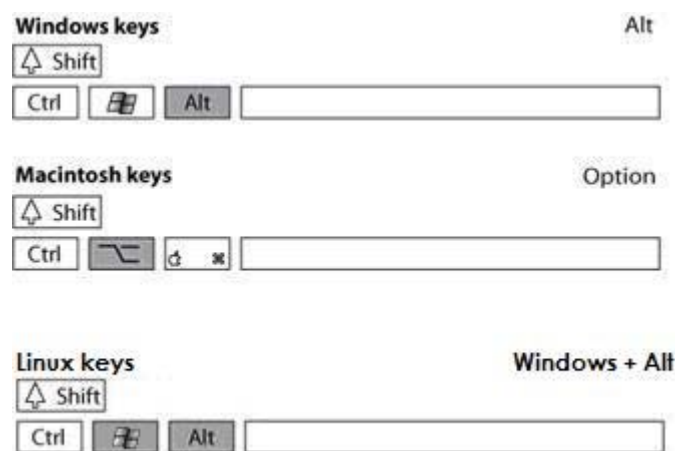 Windows keys Alt
Shift
Ctrl Alt
Macintosh keys Option
Shift
Ctrl ⌥ ⌘
Linux keys Windows + Alt
Shift
Ctrl Alt